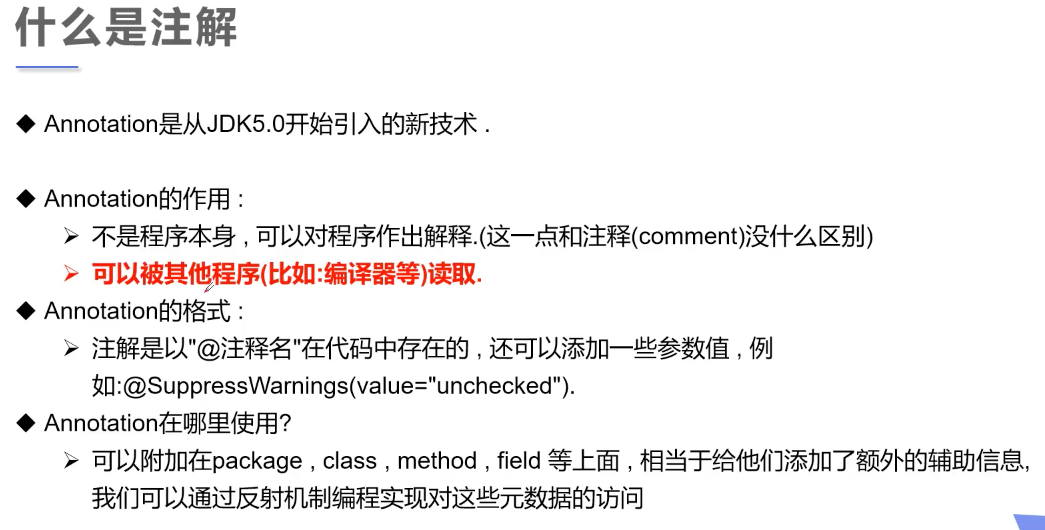 什么是注解
◆ Annotation是从JDK5.0开始引入的新技术 .
◆ Annotation的作用 :
➢ 不是程序本身 , 可以对程序作出解释.(这一点和注释(comment)没什么区别)
➢ 可以被其他程序(比如:编译器等)读取.
◆ Annotation的格式 :
➢ 注解是以"@注释名"在代码中存在的 , 还可以添加一些参数值 , 例
如:@SuppressWarnings(value="unchecked").
◆ Annotation在哪里使用?
➢ 可以附加在package , class , method , field 等上面 , 相当于给他们添加了额外的辅助信息,
我们可以通过反射机制编程实现对这些元数据的访问